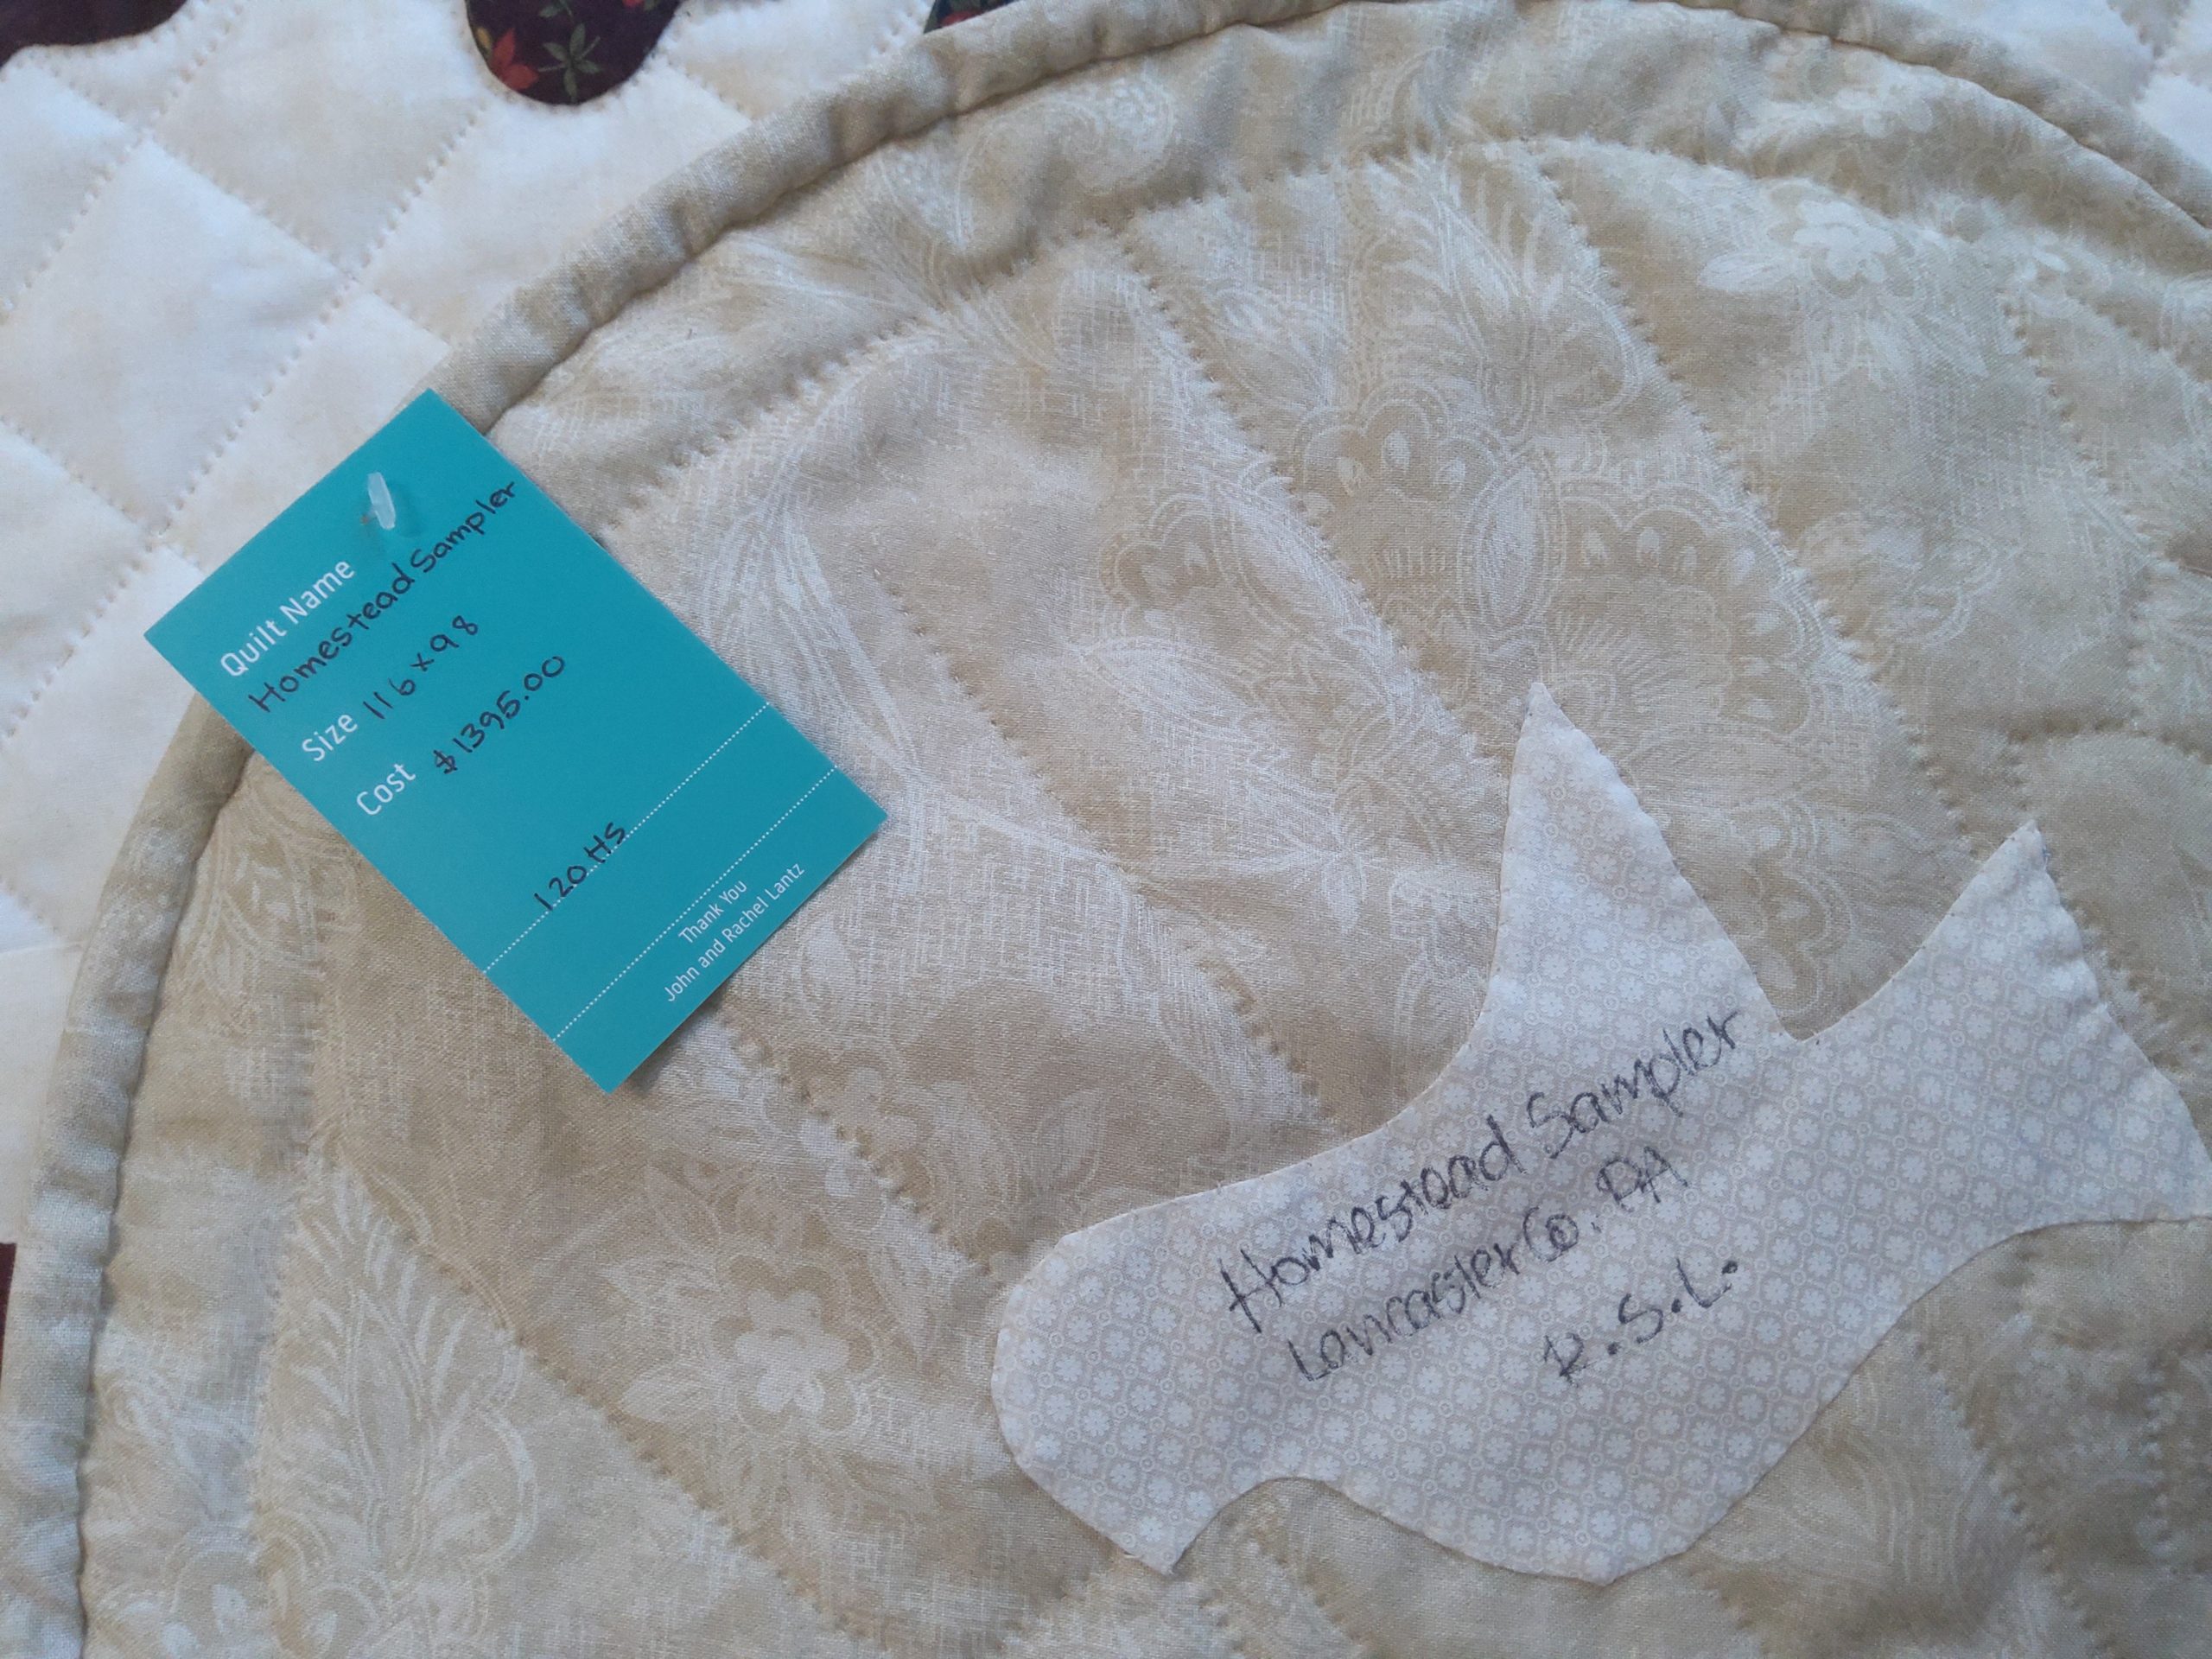 Quilt Name
Homestead Sampler
Size 116 x 98
Cost $1395.00
120 HS
Thank You
John and Rachel Lantz
Homestead Sampler
Lancaster Co. PA
R.S.L.